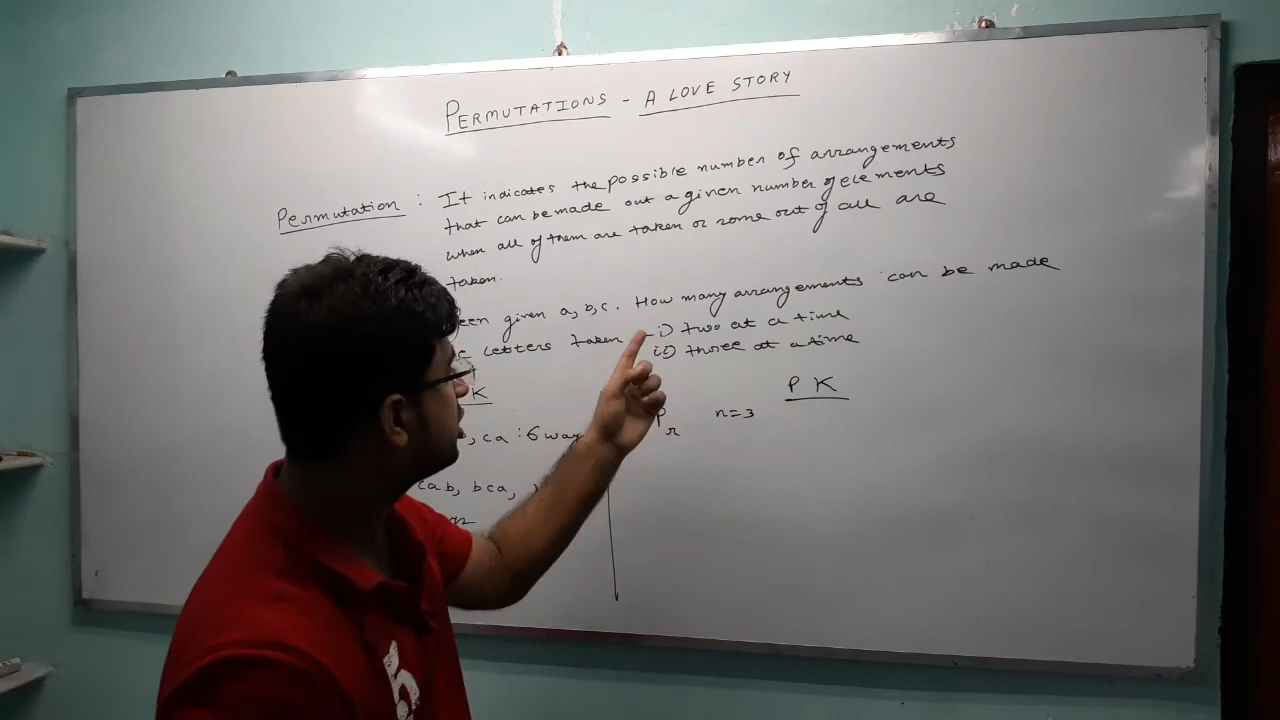 PERMUTATIONS - A LOVE STORY
Permutation : It indicates the possible number of arrangements
that can be made out a given number of elements
when all of them are taken or some out of all are
taken.
given a, b, c. How many arrangements can be made
letters taken - i) two at a time
ii) three at a time
K
P K
, ca : 6 way
P r n=3
cab, bca,